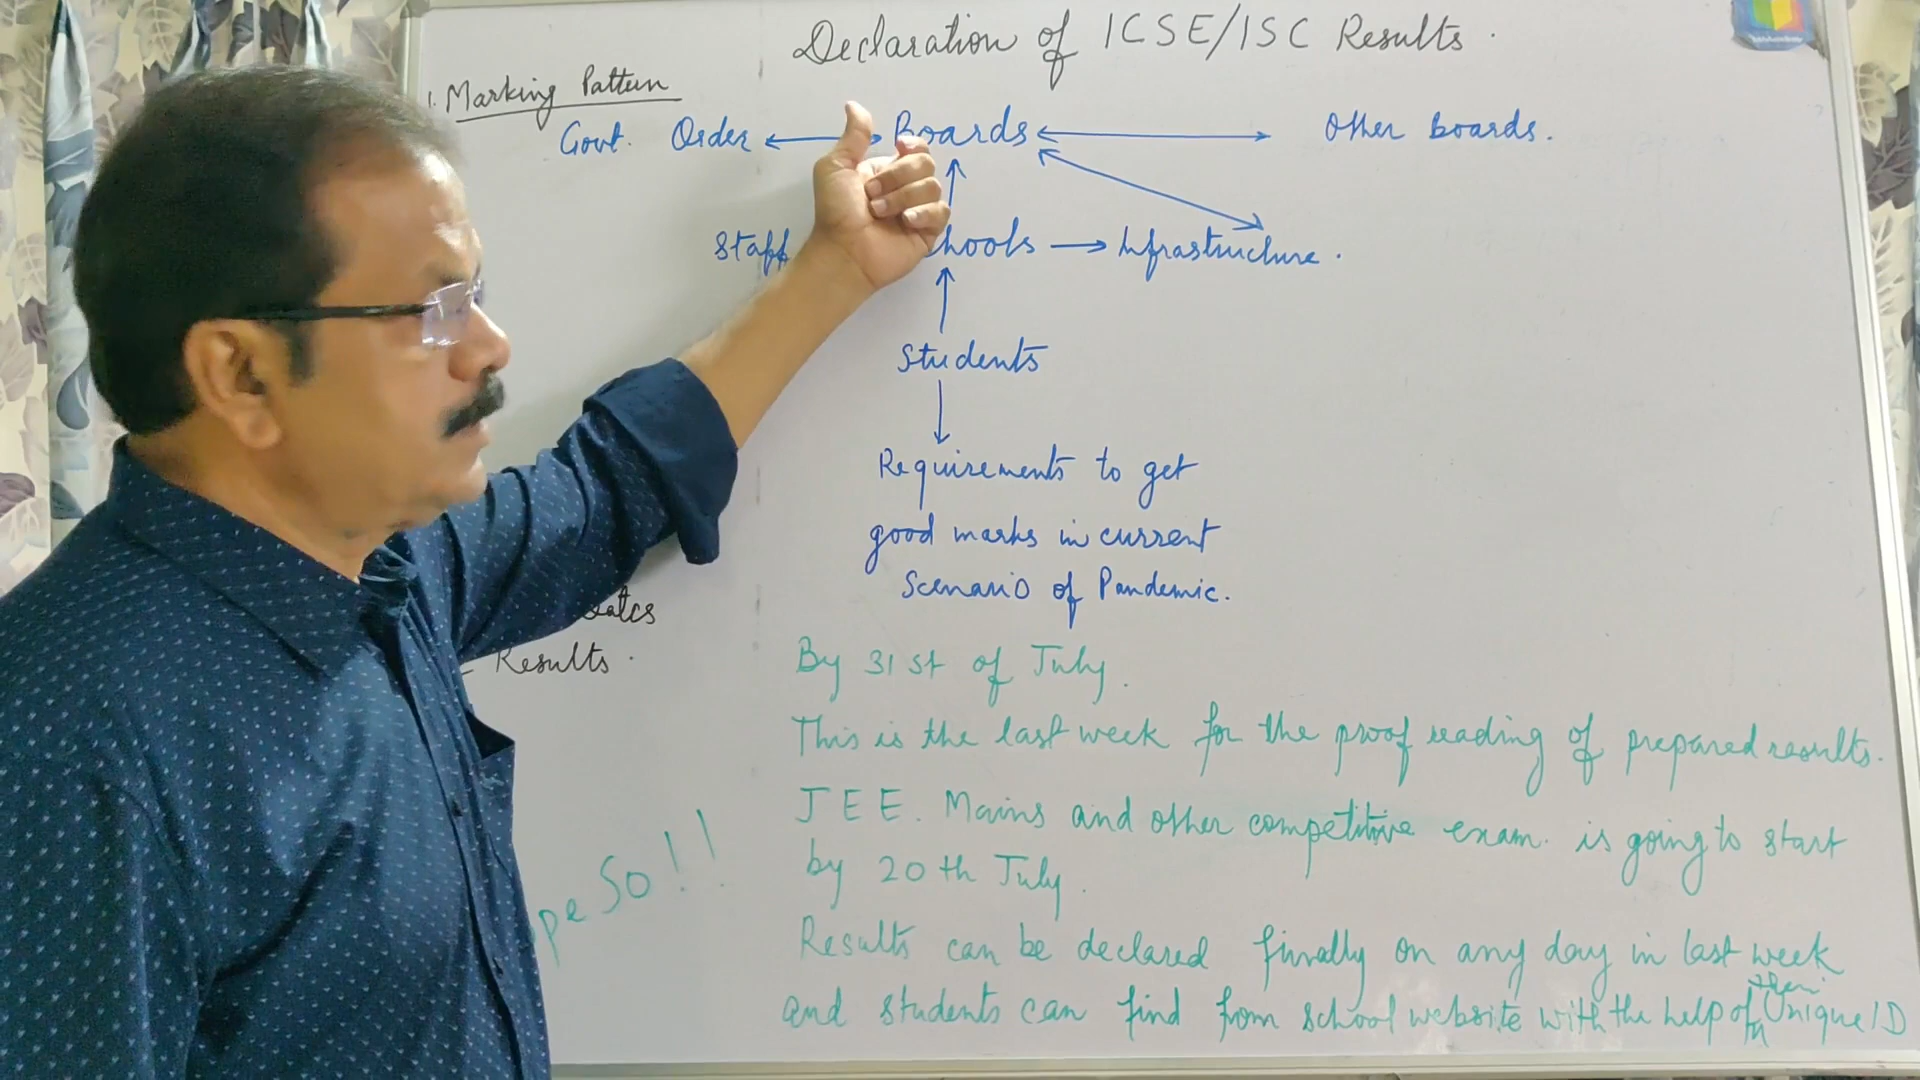 Declaration of ICSE/ISC Results.
1. Marking Pattern
Govt. Order Boards Other boards.
Staff hools Infrastructure.
Students
Requirements to get
good marks in current
Scenario of Pandemic.
Results.
By 31st of July.
This is the last week for the proof reading of prepared results.
JEE. Mains and other competitive exam. is going to start
by 20th July.
pe So!!
Results can be declared finally on any day in last week
and students can find from school website with the help of their Unique ID